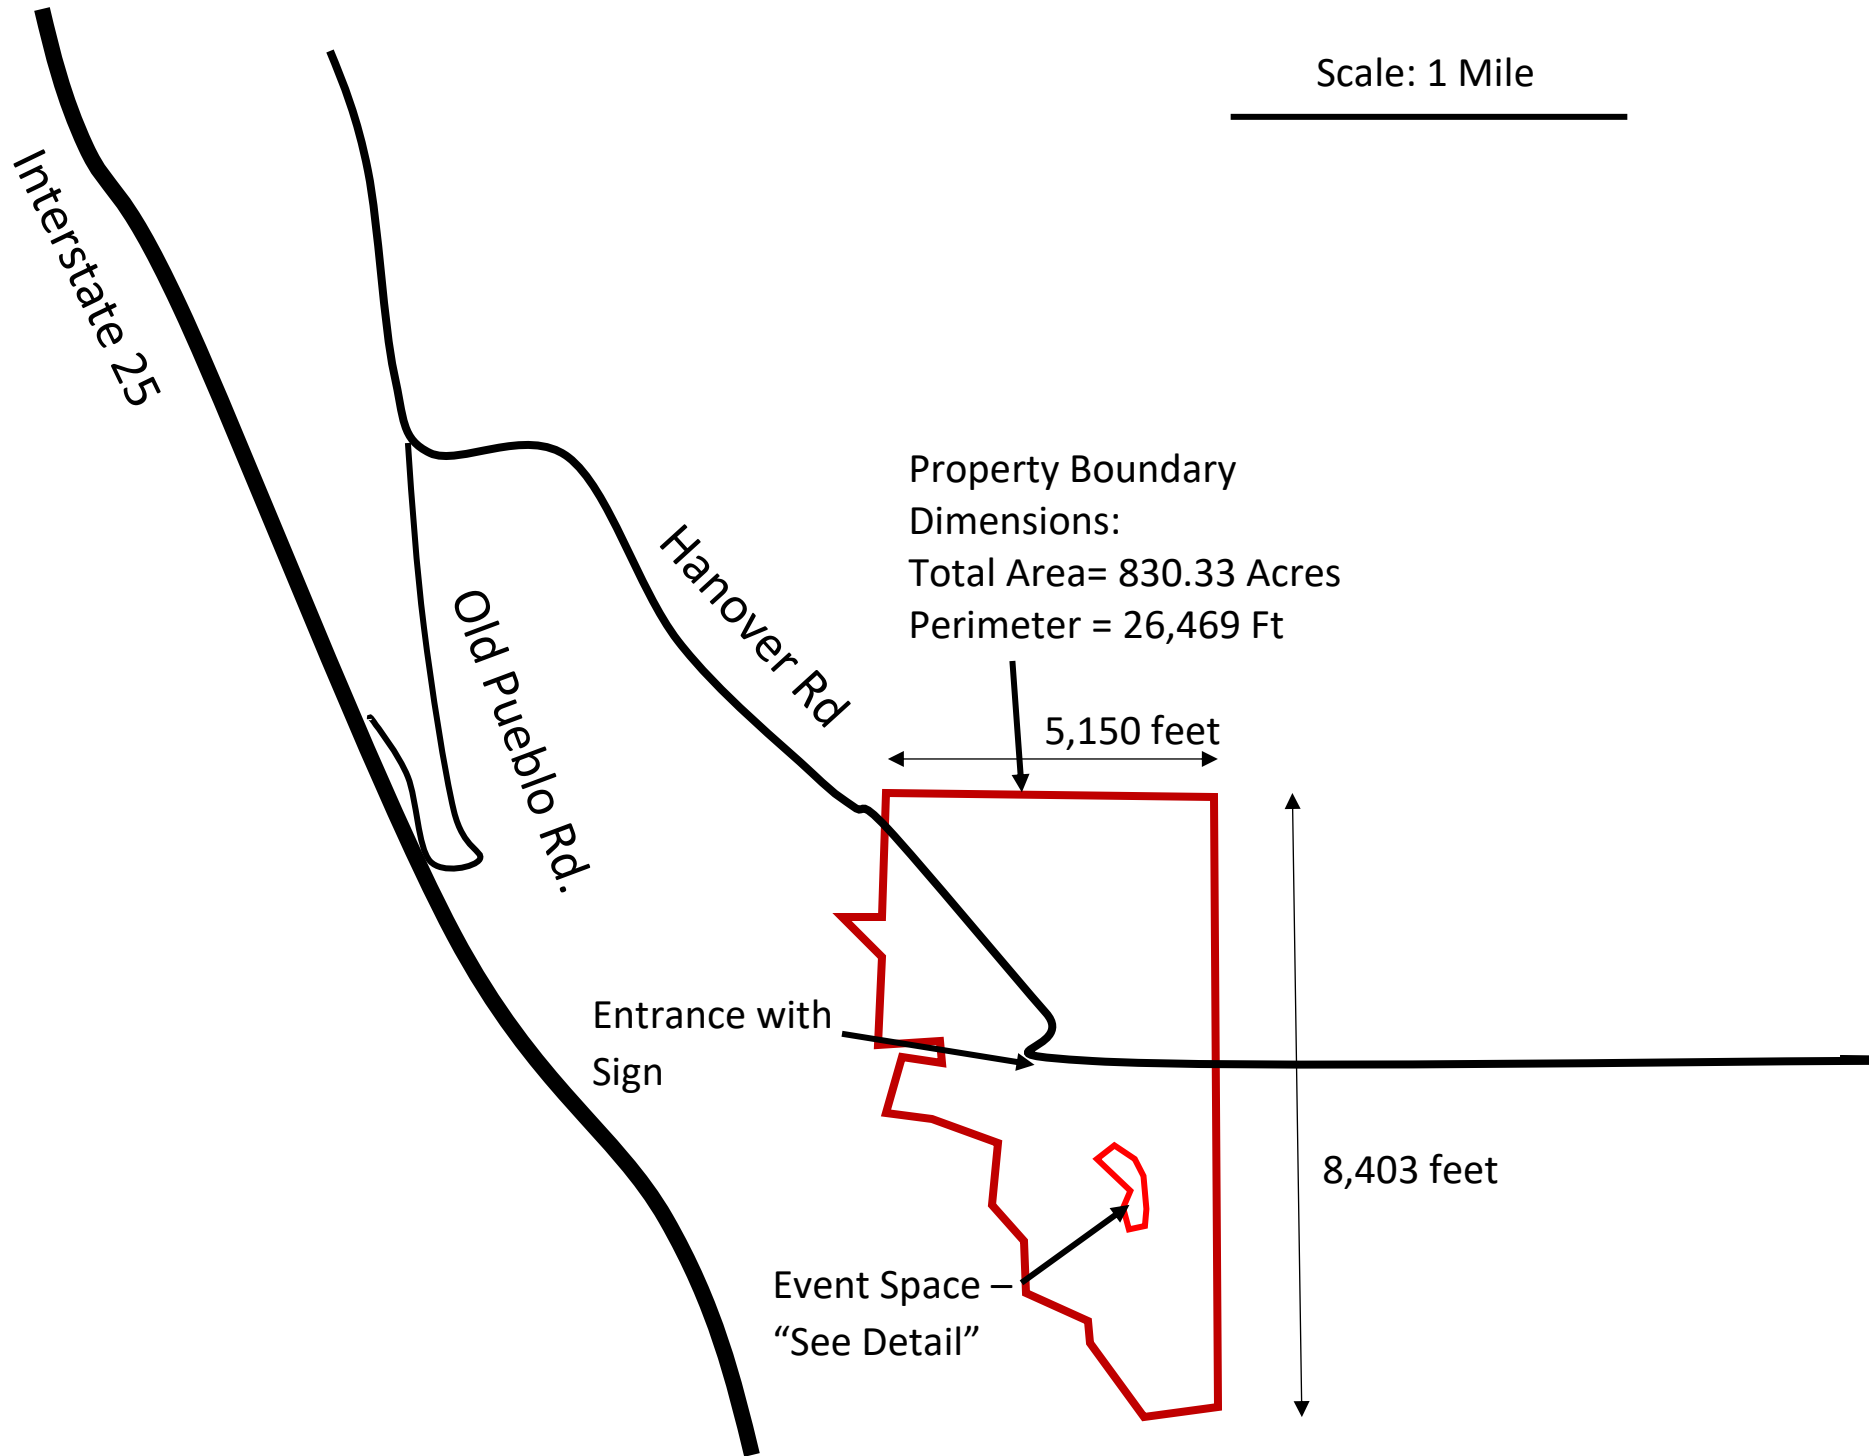 Scale: 1 Mile
Interstate 25
Property Boundary
Dimensions:
Total Area= 830.33 Acres
Perimeter = 26,469 Ft
Hanover Rd
Old Pueblo Rd.
5,150 feet
Entrance with
Sign
8,403 feet
Event Space –
“See Detail”